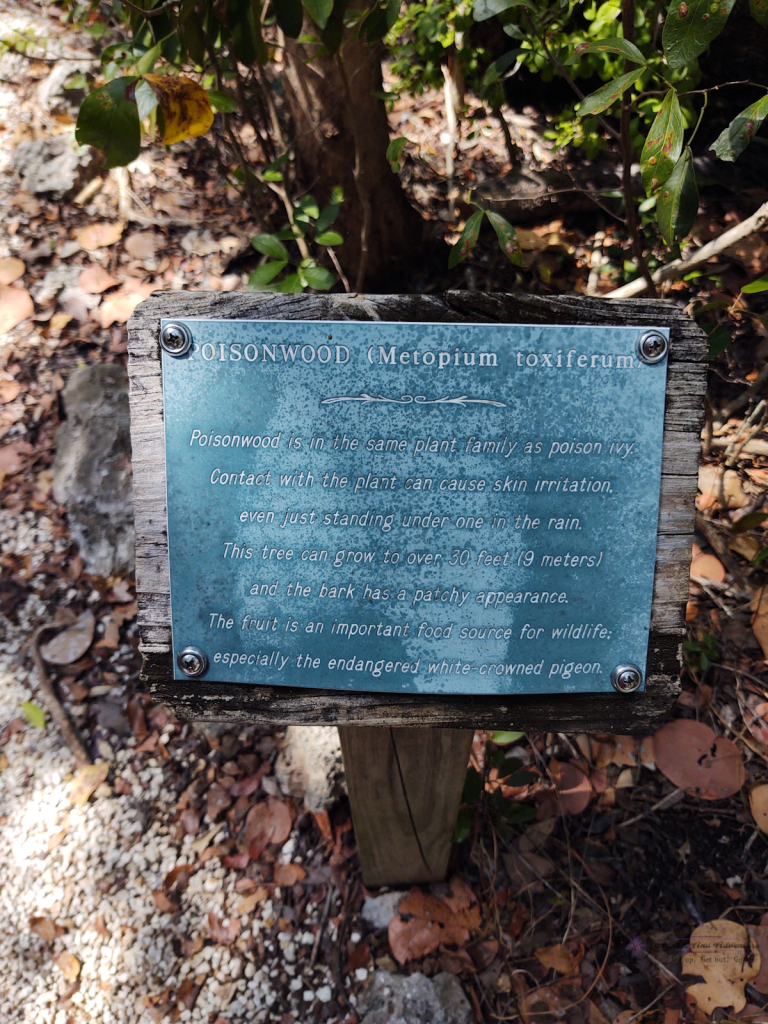 POISONWOOD (Metopium toxiferum)
Poisonwood is in the same plant family as poison ivy.
Contact with the plant can cause skin irritation,
even just standing under one in the rain.
This tree can grow to over 30 feet (9 meters)
and the bark has a patchy appearance.
The fruit is an important food source for wildlife;
especially the endangered white-crowned pigeon.